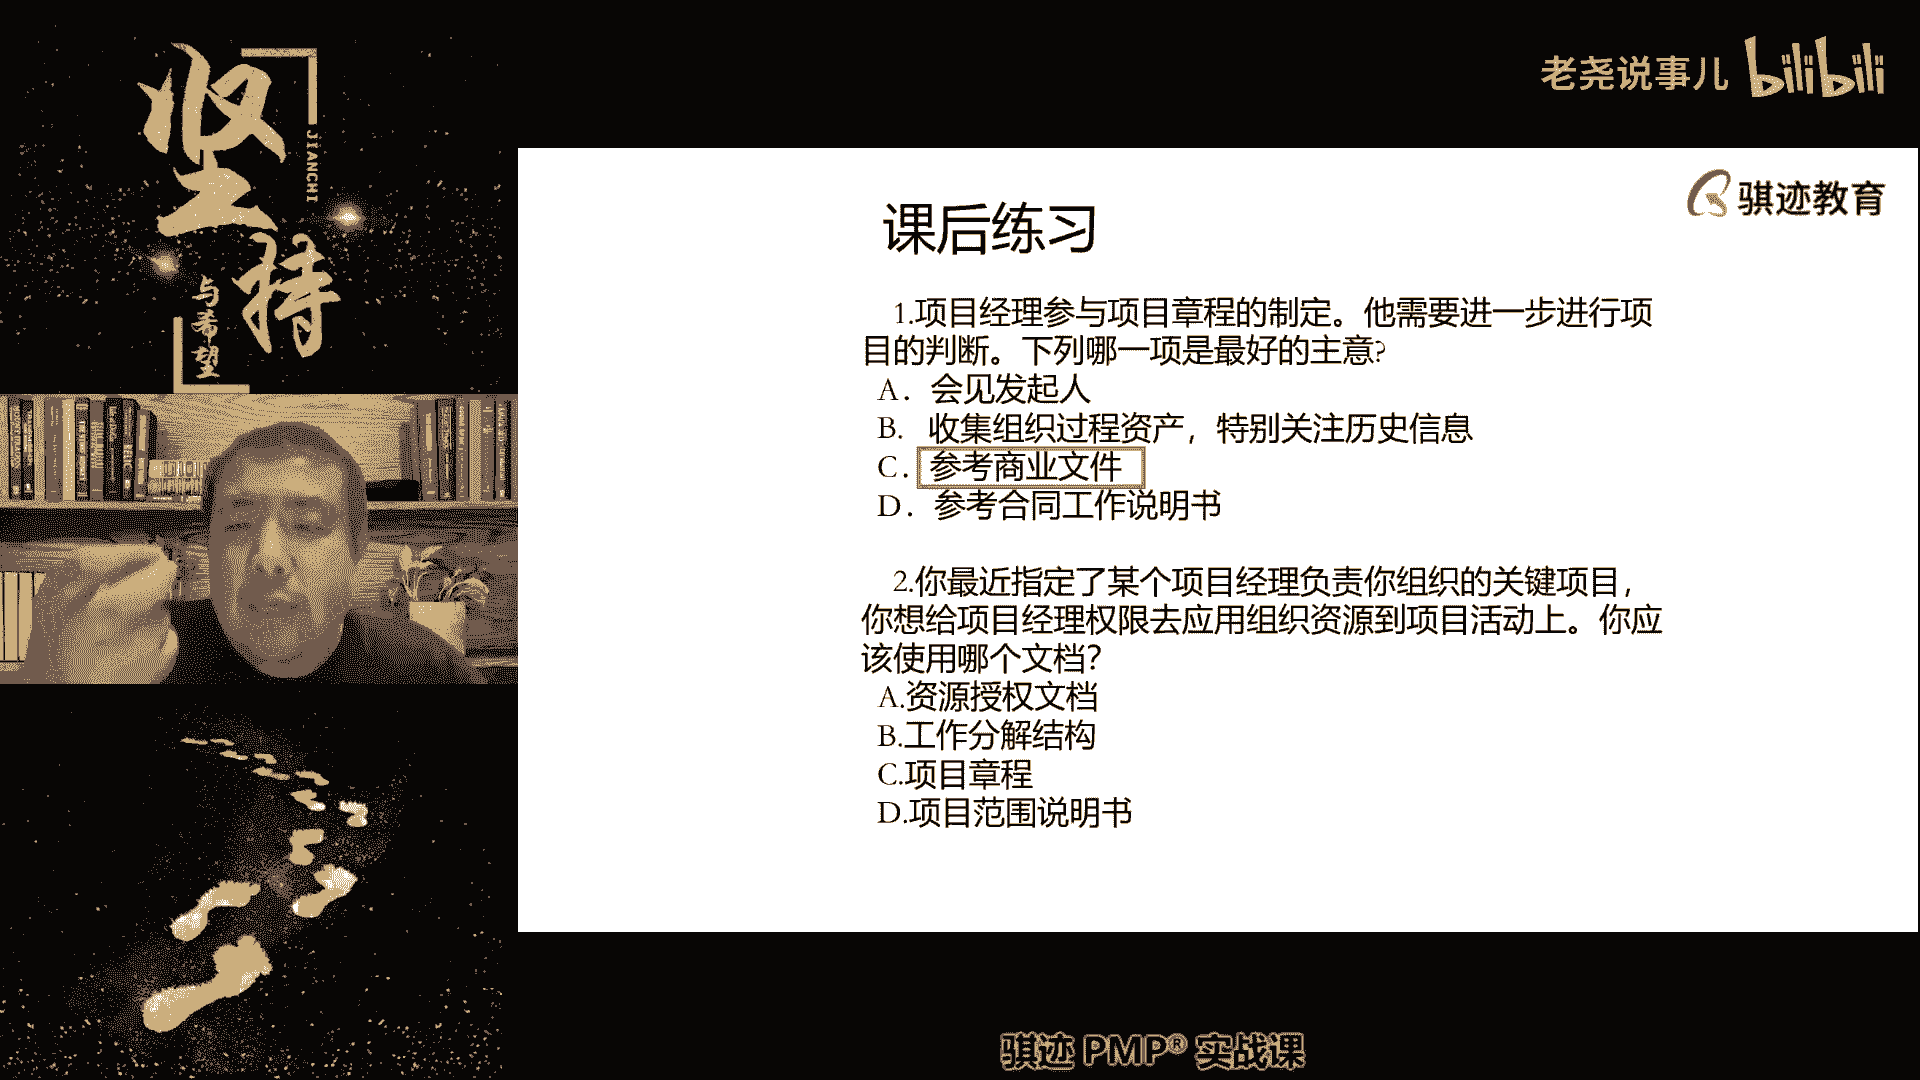 坚持
JIANCHI
与希望
老尧说事儿 bilibili
骐迹教育
课后练习
1.项目经理参与项目章程的制定。他需要进一步进行项
目的判断。下列哪一项是最好的主意?
A. 会见发起人
B. 收集组织过程资产，特别关注历史信息
C. 参考商业文件
D. 参考合同工作说明书
2.你最近指定了某个项目经理负责你组织的关键项目，
你想给项目经理权限去应用组织资源到项目活动上。你应
该使用哪个文档？
A.资源授权文档
B.工作分解结构
C.项目章程
D.项目范围说明书
骐迹 PMP® 实战课